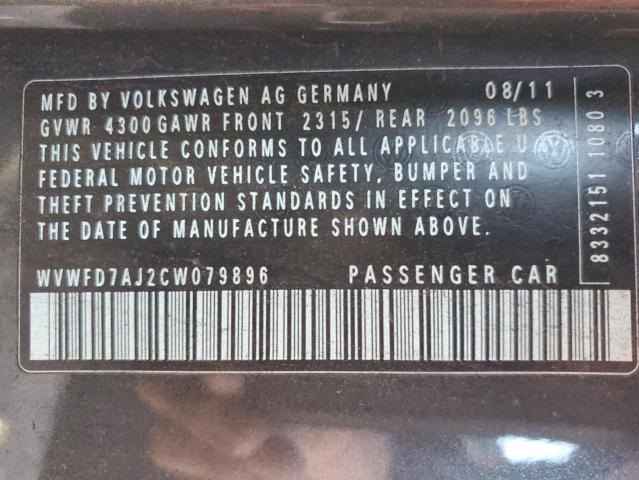 MFD BY VOLKSWAGEN AG GERMANY 08/11
GVWR 4300 GAWR FRONT 2315/ REAR 2096 LBS
THIS VEHICLE CONFORMS TO ALL APPLICABLE U
FEDERAL MOTOR VEHICLE SAFETY, BUMPER AND
THEFT PREVENTION STANDARDS IN EFFECT ON
THE DATE OF MANUFACTURE SHOWN ABOVE.
WVWFD7AJ2CW079896 PASSENGER CAR
8332151 10803